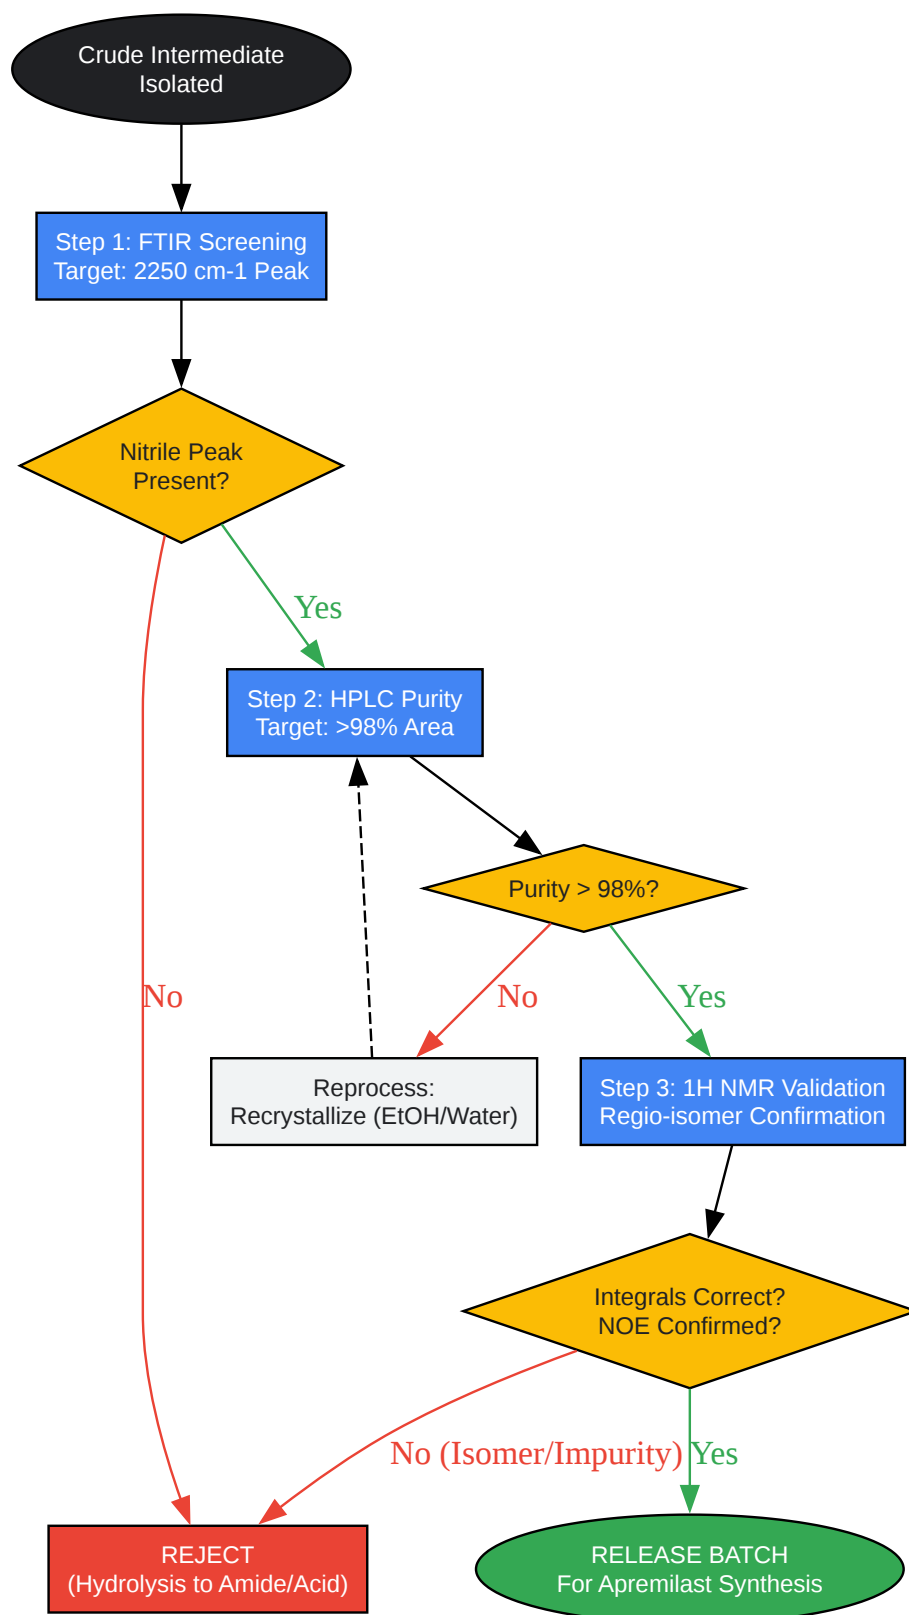 Crude Intermediate
Isolated
Step 1: FTIR Screening
Target: 2250 cm-1 Peak
Nitrile Peak
Present?
Yes
Step 2: HPLC Purity
Target: >98% Area
Purity > 98%?
No
No
Yes
Reprocess:
Recrystallize (EtOH/Water)
Step 3: 1H NMR Validation
Regio-isomer Confirmation
Integrals Correct?
NOE Confirmed?
No (Isomer/Impurity)
Yes
REJECT
(Hydrolysis to Amide/Acid)
RELEASE BATCH
For Apremilast Synthesis